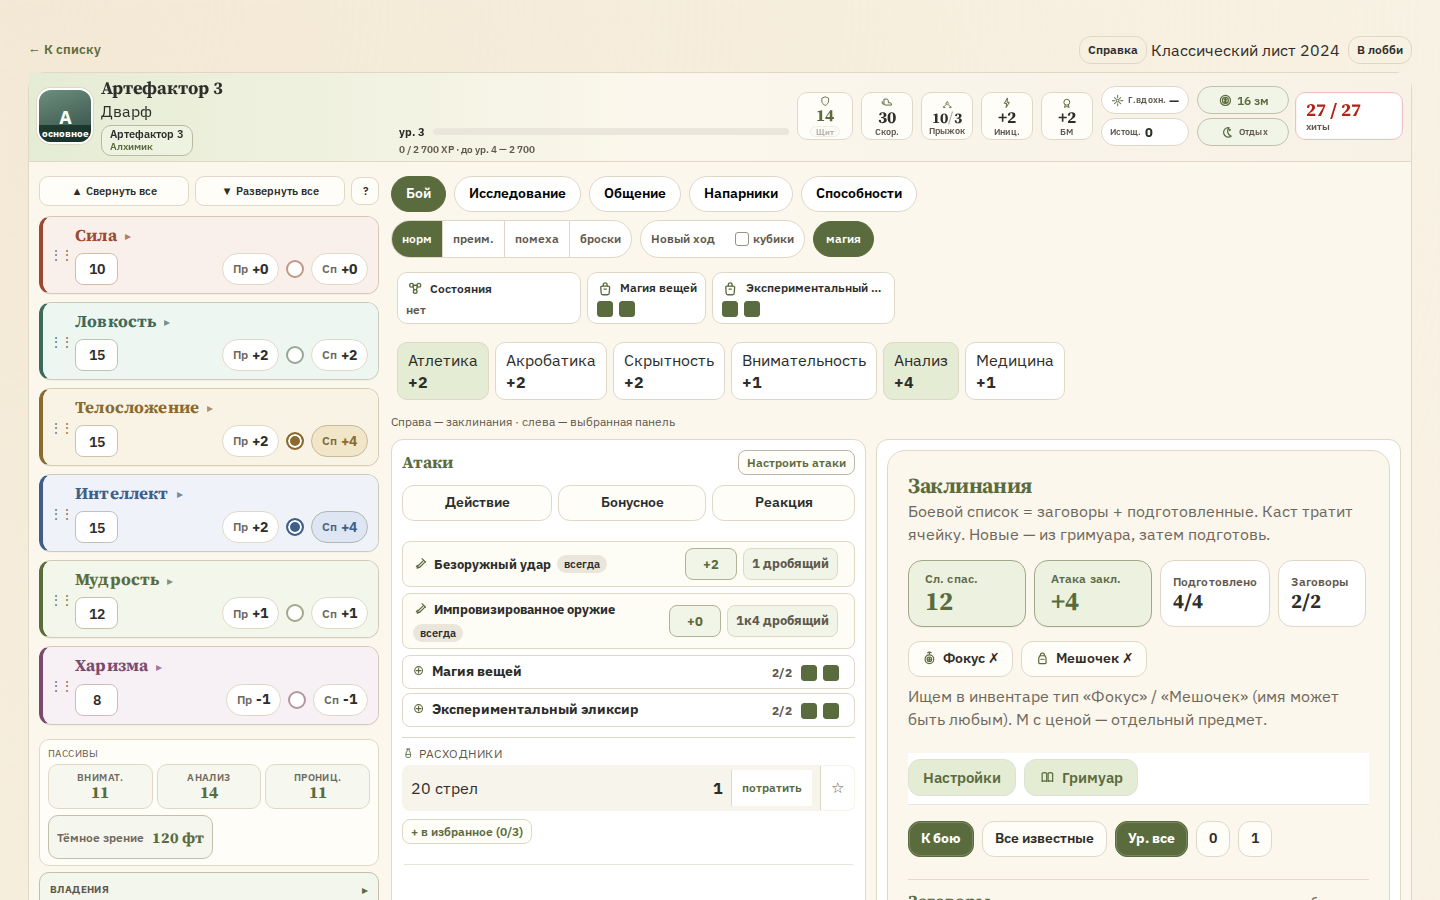 ← К списку
Справка
Классический лист 2024
В лобби
А
основное
Артефактор 3
Дварф
Артефактор 3
Алхимик
ур. 3
0 / 2 700 XP · до ур. 4 — 2 700
14
Щит
30
Скор.
10/3
Прыжок
+2
Иниц.
+2
БМ
Г.вдохн. —
Истощ. 0
16 зм
Отдых
27 / 27
хиты
▲ Свернуть все
▼ Развернуть все
?
Сила ▸
10
Пр +0
Сп +0
Ловкость ▸
15
Пр +2
Сп +2
Телосложение ▸
15
Пр +2
Сп +4
Интеллект ▸
15
Пр +2
Сп +4
Мудрость ▸
12
Пр +1
Сп +1
Харизма ▸
8
Пр -1
Сп -1
ПАССИВЫ
ВНИМАТ.
11
АНАЛИЗ
14
ПРОНИЦ.
11
Тёмное зрение 120 фт
ВЛАДЕНИЯ ▸
Бой
Исследование
Общение
Напарники
Способности
норм
преим.
помеха
броски
Новый ход
кубики
магия
Состояния
нет
Магия вещей
Экспериментальный ...
Атлетика
+2
Акробатика
+2
Скрытность
+2
Внимательность
+1
Анализ
+4
Медицина
+1
Справа — заклинания · слева — выбранная панель
Атаки
Настроить атаки
Действие
Бонусное
Реакция
Безоружный удар всегда
+2
1 дробящий
Импровизированное оружие
всегда
+0
1к4 дробящий
Магия вещей
2/2
Экспериментальный эликсир
2/2
РАСХОДНИКИ
20 стрел
1
потратить
☆
+ в избранное (0/3)
Заклинания
Боевой список = заговоры + подготовленные. Каст тратит
ячейку. Новые — из гримуара, затем подготовь.
Сл. спас.
12
Атака закл.
+4
Подготовлено
4/4
Заговоры
2/2
Фокус ✗
Мешочек ✗
Ищем в инвентаре тип «Фокус» / «Мешочек» (имя может
быть любым). М с ценой — отдельный предмет.
Настройки
Гримуар
К бою
Все известные
Ур. все
0
1